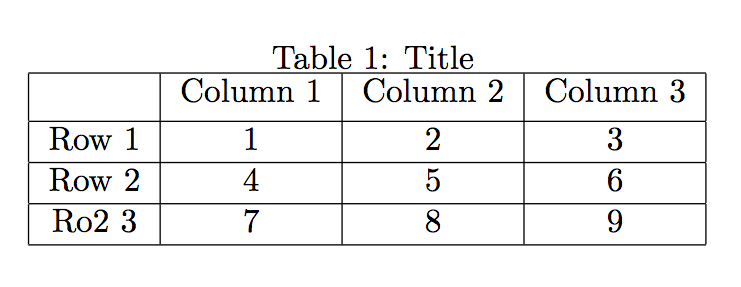 Table 1: Title
Column 1 Column 2 Column 3
Row 1 1 2 3
Row 2 4 5 6
Ro2 3 7 8 9